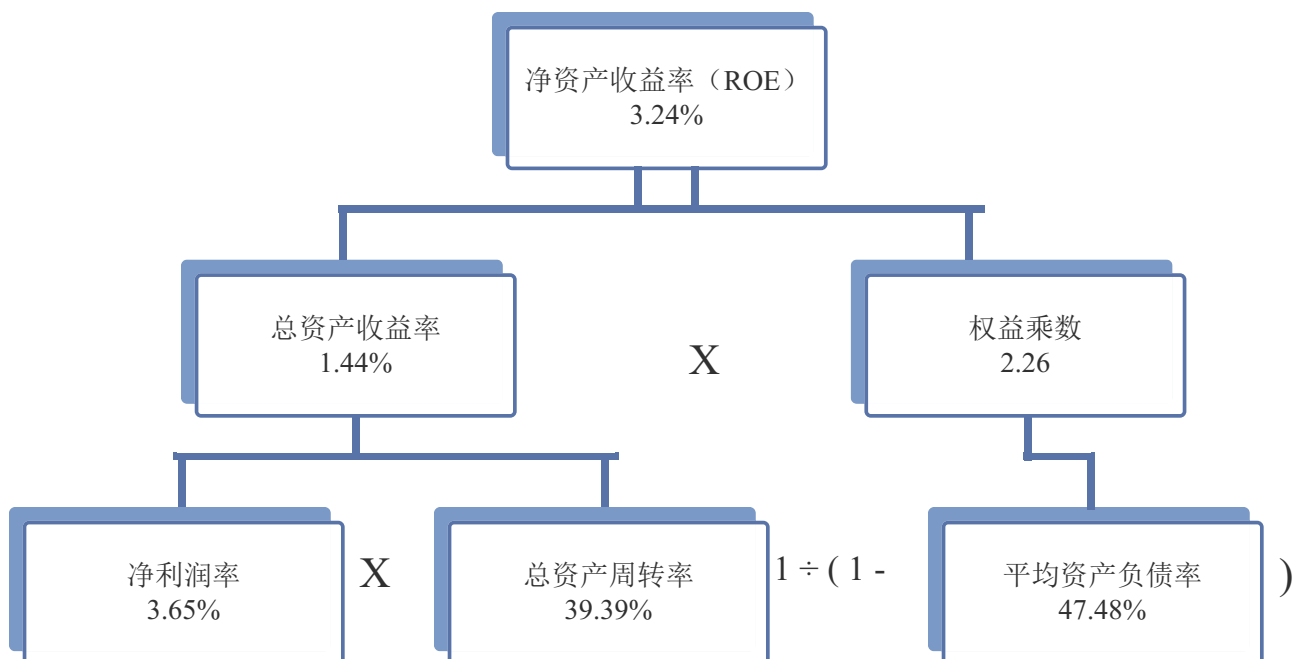 净资产收益率（ROE）
3.24%
总资产收益率
1.44%
X
权益乘数
2.26
净利润率
3.65%
X
总资产周转率
39.39%
1 ÷ ( 1 -
平均资产负债率
47.48%
)